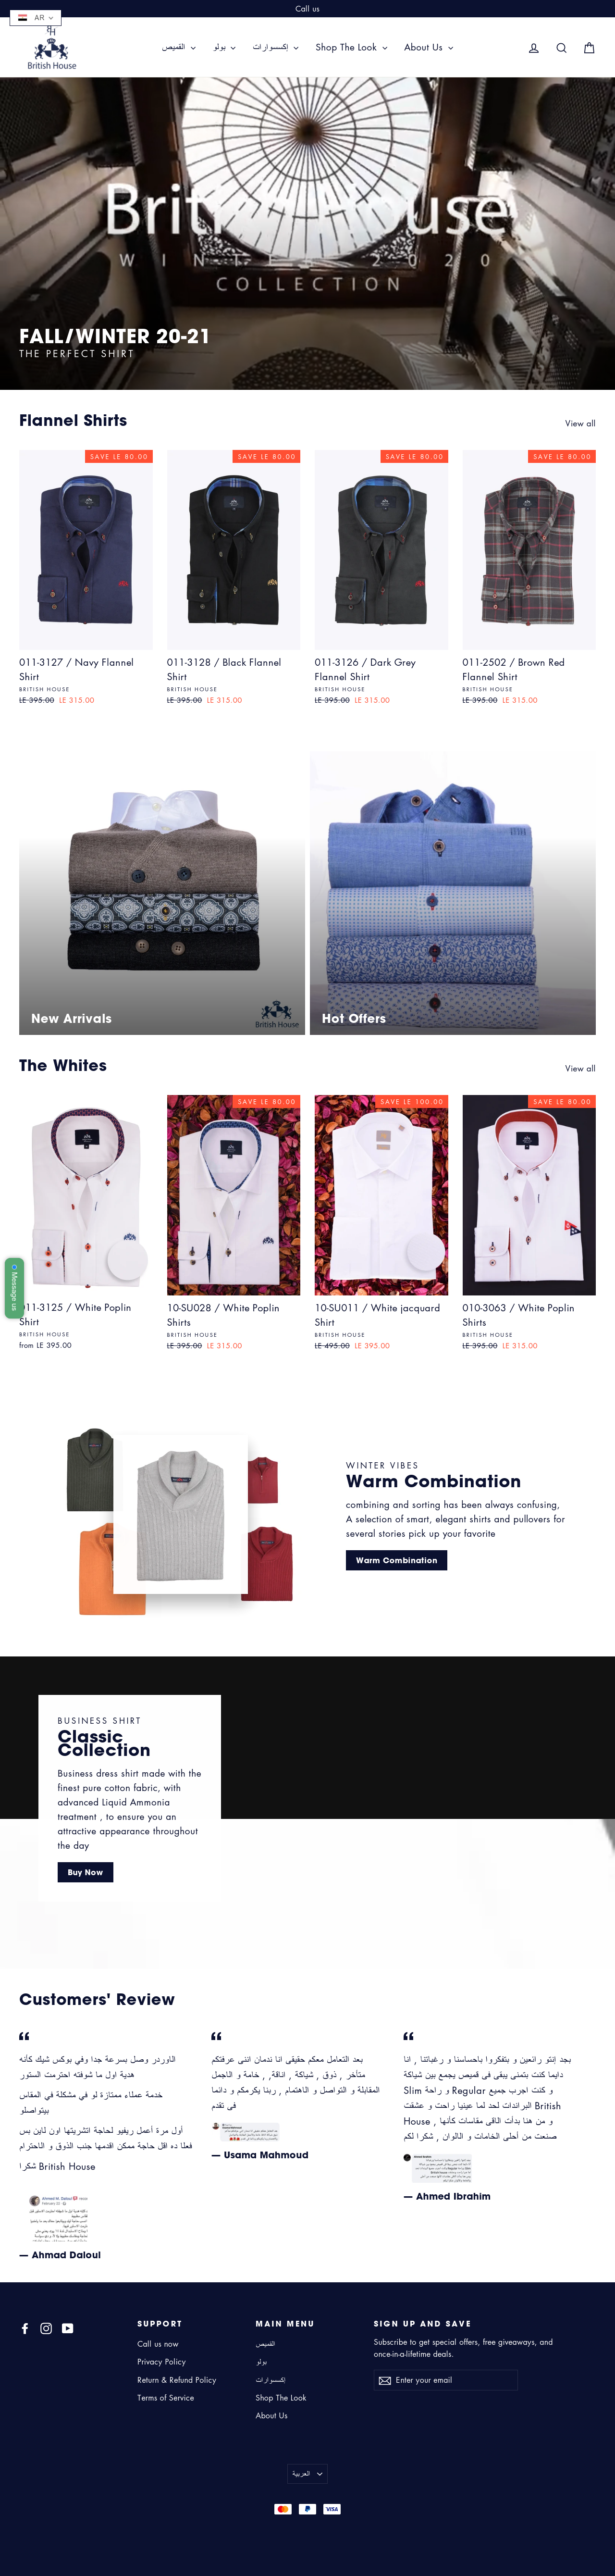 Call us
AR
BH
British House
القميص
بولو
إكسسوارات
Shop The Look
About Us
British House
WINTER 2020
COLLECTION
FALL/WINTER 20-21
THE PERFECT SHIRT
Flannel Shirts
View all
SAVE LE 80.00
SAVE LE 80.00
SAVE LE 80.00
SAVE LE 80.00
011-3127 / Navy Flannel
Shirt
BRITISH HOUSE
LE 395.00 LE 315.00
011-3128 / Black Flannel
Shirt
BRITISH HOUSE
LE 395.00 LE 315.00
011-3126 / Dark Grey
Flannel Shirt
BRITISH HOUSE
LE 395.00 LE 315.00
011-2502 / Brown Red
Flannel Shirt
BRITISH HOUSE
LE 395.00 LE 315.00
New Arrivals
British House
Hot Offers
The Whites
View all
SAVE LE 80.00
SAVE LE 100.00
SAVE LE 80.00
Message us
011-3125 / White Poplin
Shirt
BRITISH HOUSE
from LE 395.00
10-SU028 / White Poplin
Shirts
BRITISH HOUSE
LE 395.00 LE 315.00
10-SU011 / White jacquard
Shirt
BRITISH HOUSE
LE 495.00 LE 395.00
010-3063 / White Poplin
Shirts
BRITISH HOUSE
LE 395.00 LE 315.00
WINTER VIBES
Warm Combination
combining and sorting has been always confusing,
A selection of smart, elegant shirts and pullovers for
several stories pick up your favorite
Warm Combination
BUSINESS SHIRT
Classic
Collection
Business dress shirt made with the
finest pure cotton fabric, with
advanced Liquid Ammonia
treatment , to ensure you an
attractive appearance throughout
the day
Buy Now
Customers' Review
الاوردر وصل بسرعة جدا وفي بوكس شيك كأنه
هدية اول ما شوفته احترمت الستور
خدمة عملاء ممتازة لو في مشكلة في المقاس
بيتواصلو
أول مرة أعمل ريفيو لحاجة اتشريتها اون لاين بس
فعلا ده اقل حاجة ممكن اقدمها جنب الذوق و الاحترام
شكرا British House
— Ahmad Daloul
بعد التعامل معكم حقيقى انا ندمان اننى عرفتكم
متأخر , ذوق , شياكة , اناقة , , خامة و الاجمل
المقابلة و التواصل و الاهتمام , ربنا يكرمكم و دائما
فى تقدم
— Usama Mahmoud
بجد إنتو رائعين و بتفكروا باحساسنا و رغباتنا , انا
دايما كنت بتمنى يبقى فى قميص يجمع بين شياكة
Slim و راحة Regular و كنت اجرب جميع
البراندات لحد لما عينيا راحت و عشقت British
House , و من هنا بدأت الاقى مقاسات كأنها
صنعت من أجلى الخامات و الالوان , شكرا لكم
— Ahmed Ibrahim
SUPPORT
Call us now
Privacy Policy
Return & Refund Policy
Terms of Service
MAIN MENU
القميص
بولو
إكسسوارات
Shop The Look
About Us
SIGN UP AND SAVE
Subscribe to get special offers, free giveaways, and
once-in-a-lifetime deals.
Enter your email
العربية
VISA